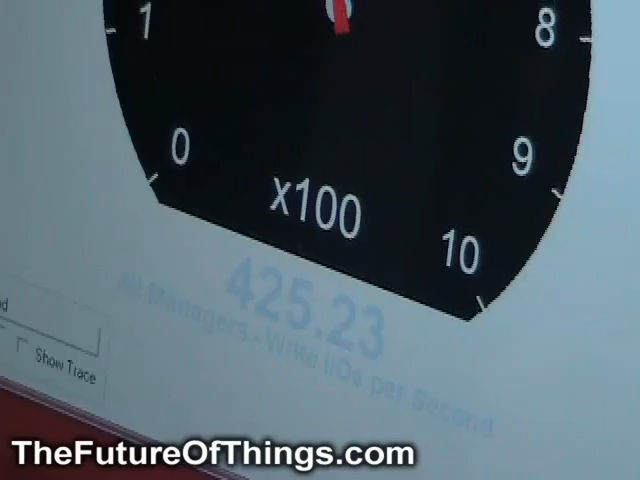 1
8
0
9
x100
10
425.23
All Managers - Write I/Os per Second
Show Trace
TheFutureOfThings.com